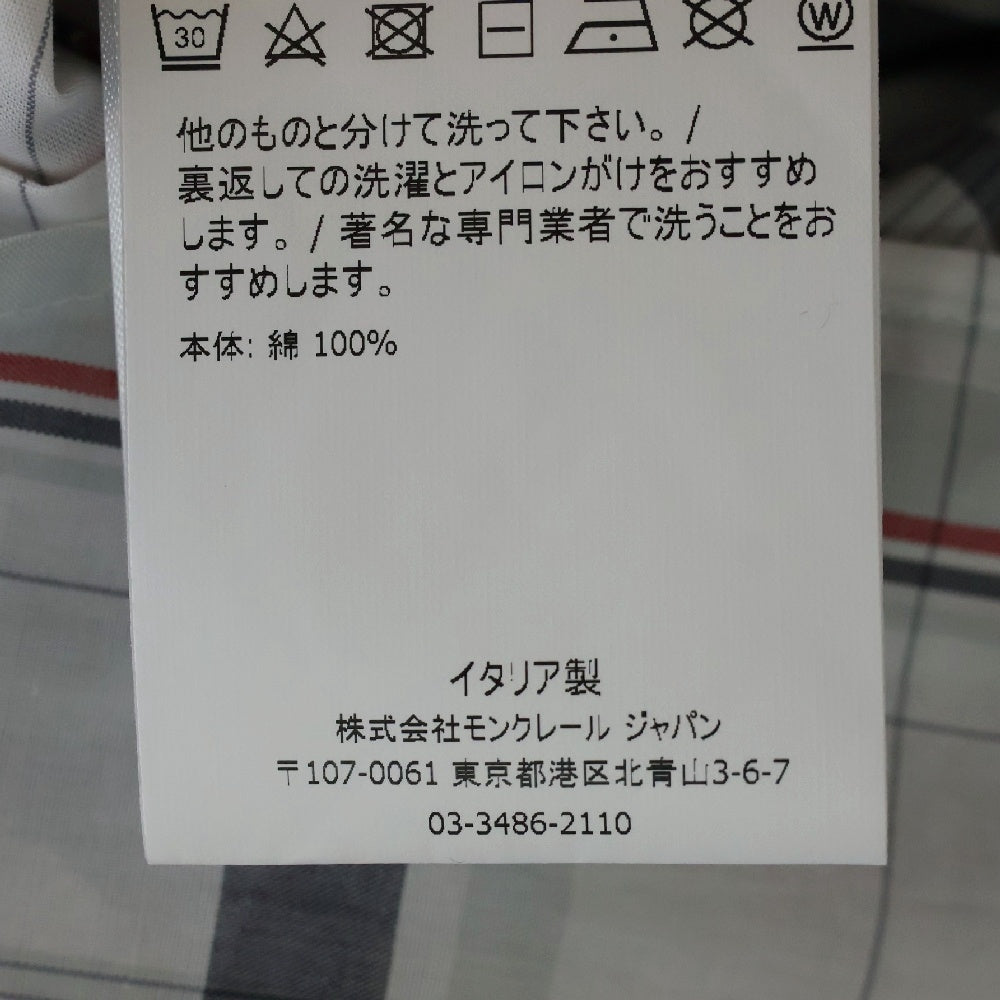 30
W
他のものと分けて洗って下さい。/
裏返しての洗濯とアイロンがけをおすすめ
します。/ 著名な専門業者で洗うことをお
すすめします。
本体: 綿 100%
イタリア製
株式会社モンクレール ジャパン
〒107-0061 東京都港区北青山3-6-7
03-3486-2110